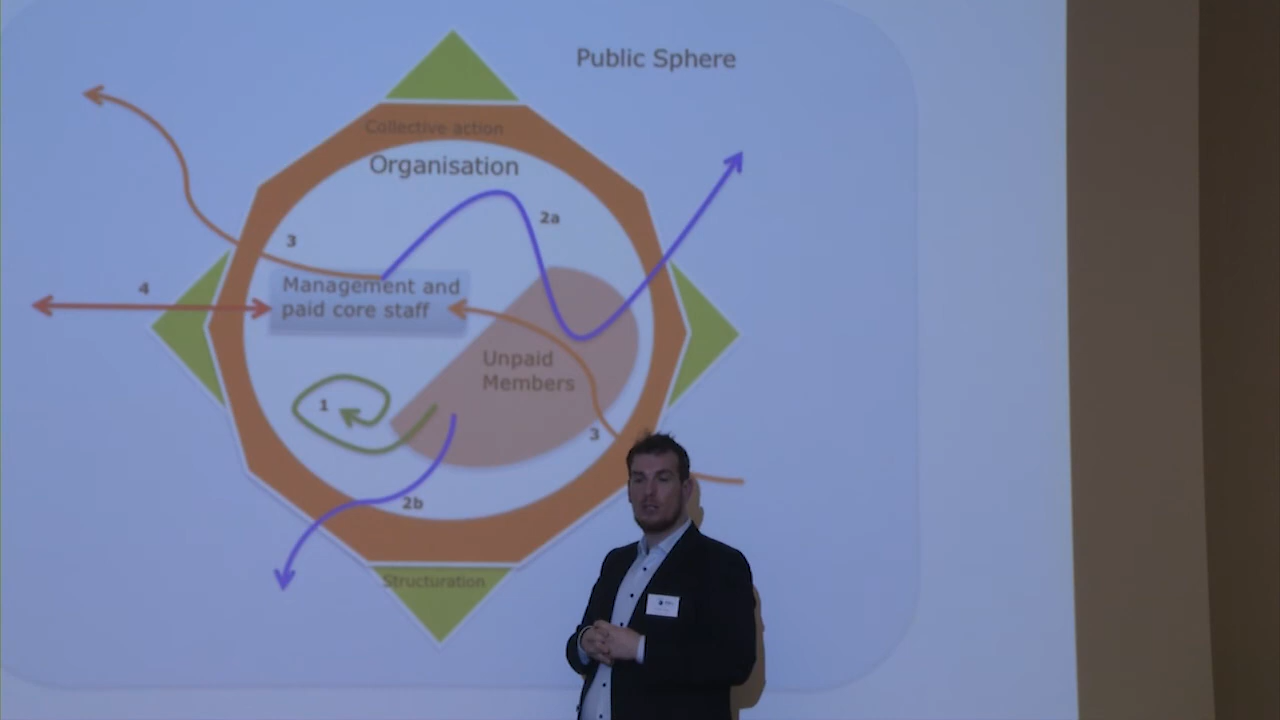 Public Sphere
Collective action
Organisation
2a
3
Management and
paid core staff
4
Unpaid
Members
1
3
2b
Structuration